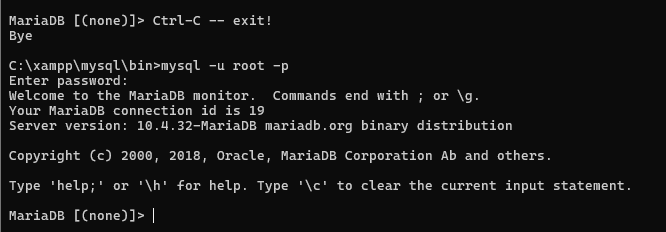 MariaDB [(none)]> Ctrl-C -- exit!
Bye
C:\xampp\mysql\bin>mysql -u root -p
Enter password:
Welcome to the MariaDB monitor.  Commands end with ; or \g.
Your MariaDB connection id is 19
Server version: 10.4.32-MariaDB mariadb.org binary distribution
Copyright (c) 2000, 2018, Oracle, MariaDB Corporation Ab and others.
Type 'help;' or '\h' for help. Type '\c' to clear the current input statement.
MariaDB [(none)]>